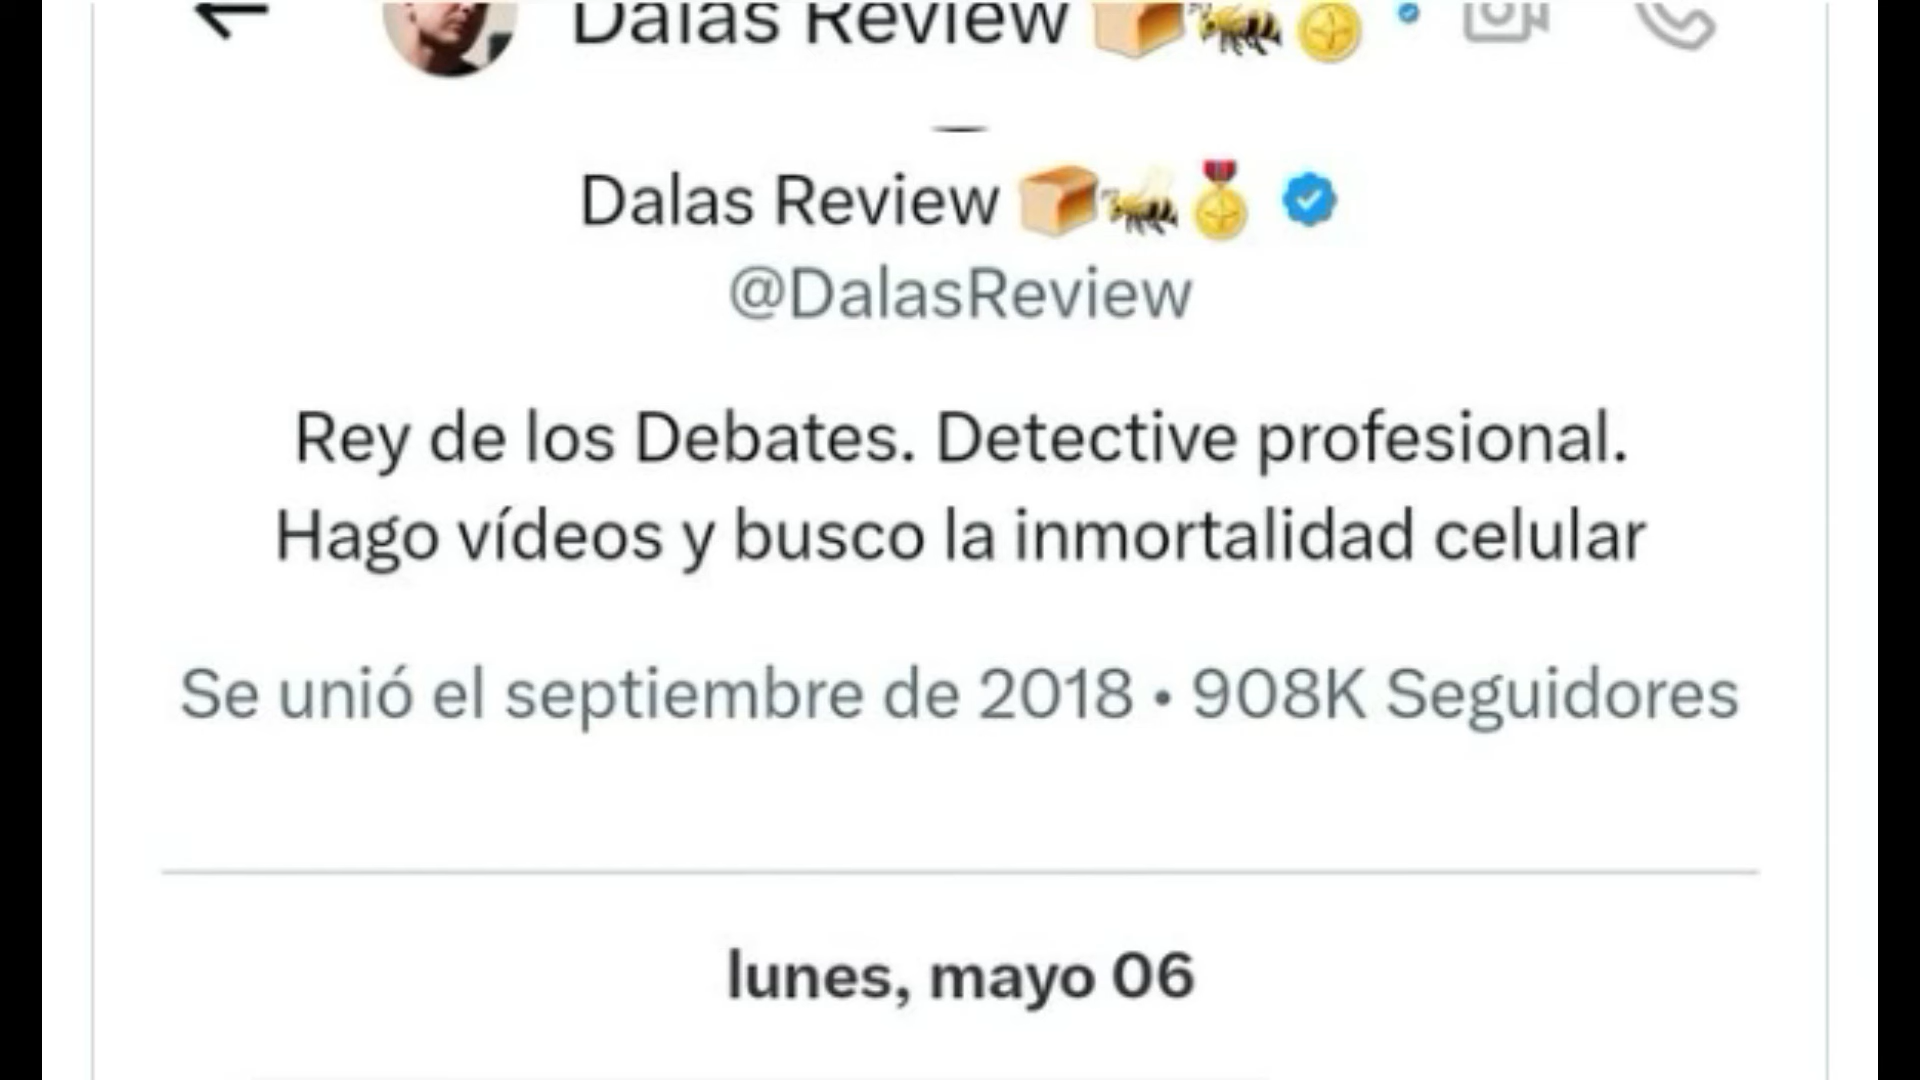 Dalas Review 🍞🐝🏅
Dalas Review 🍞🐝🏅
@DalasReview
Rey de los Debates. Detective profesional.
Hago vídeos y busco la inmortalidad celular
Se unió el septiembre de 2018 • 908K Seguidores
lunes, mayo 06